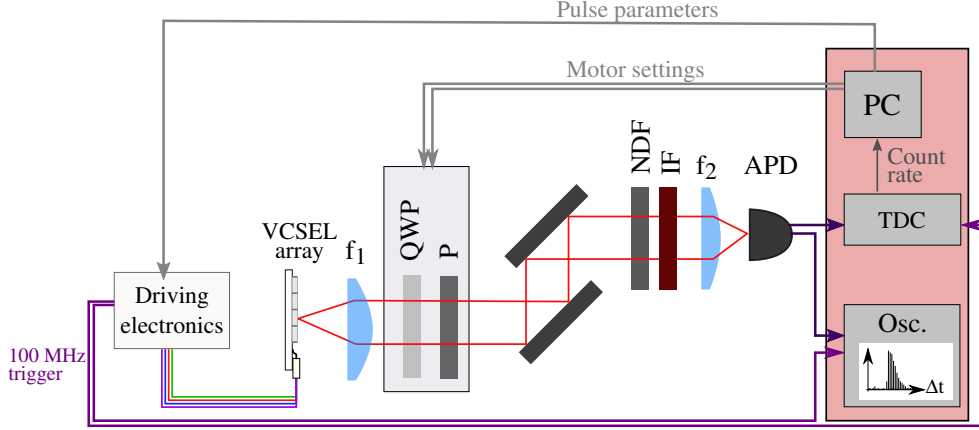 Pulse parameters
Motor settings
PC
Count
rate
TDC
Osc.
Δt
NDF
IF
f2
APD
QWP
P
f1
VCSEL
array
Driving
electronics
100 MHz
trigger